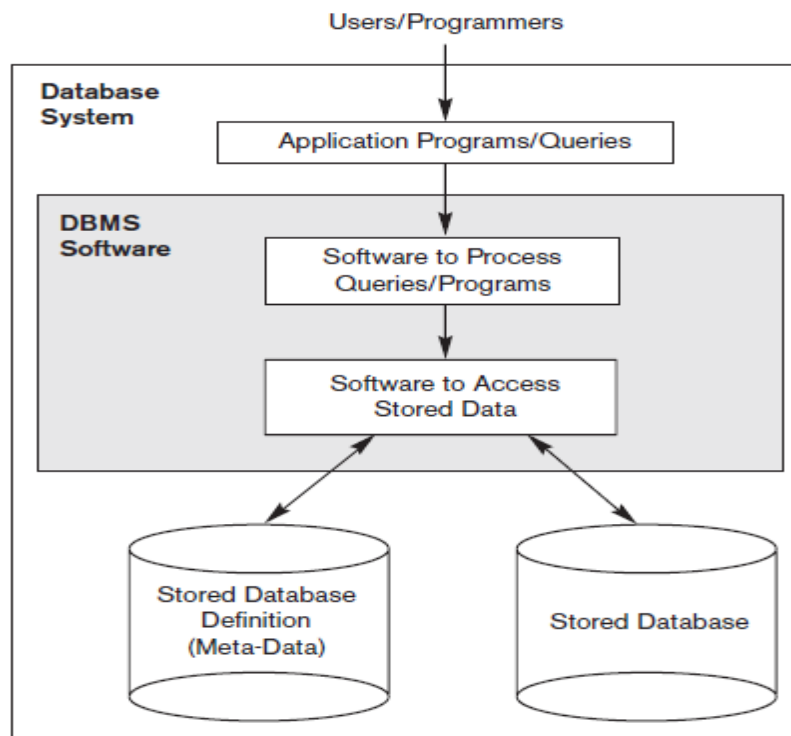 Users/Programmers
Database
System
Application Programs/Queries
DBMS
Software
Software to Process
Queries/Programs
Software to Access
Stored Data
Stored Database
Definition
(Meta-Data)
Stored Database